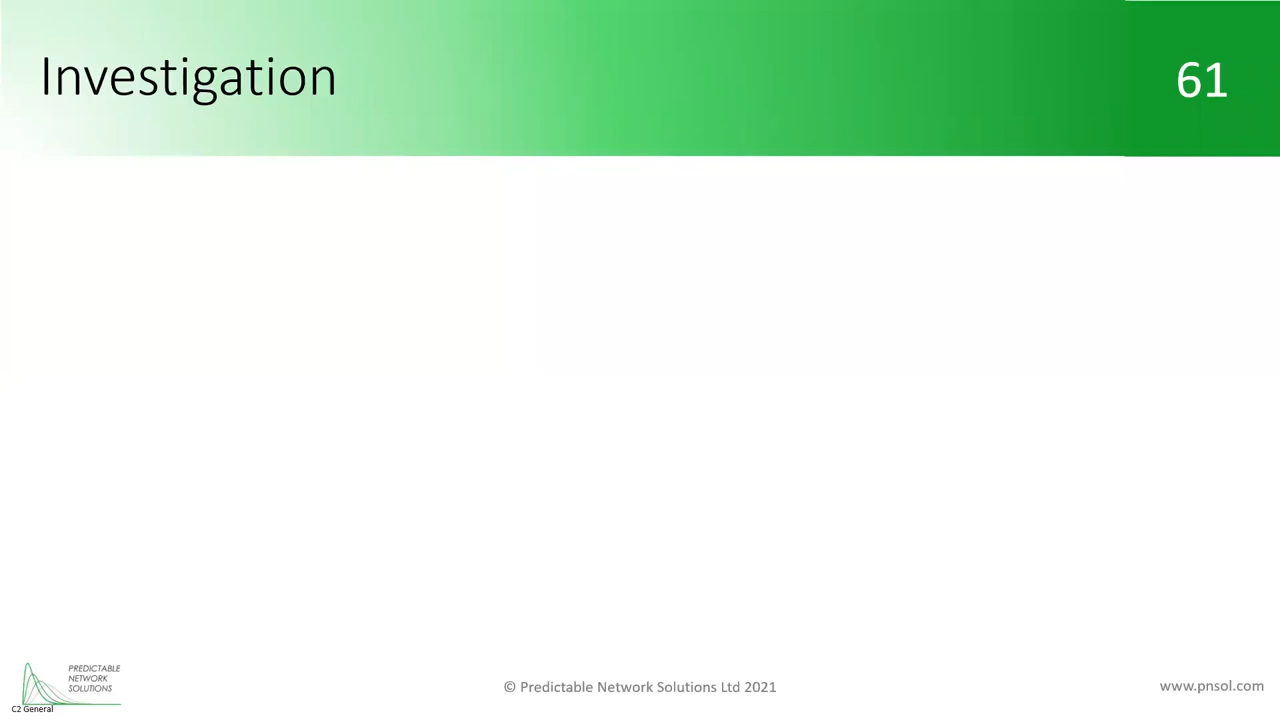 Investigation
61
PREDICTABLE
NETWORK
SOLUTIONS
C2 General
© Predictable Network Solutions Ltd 2021
www.pnsol.com